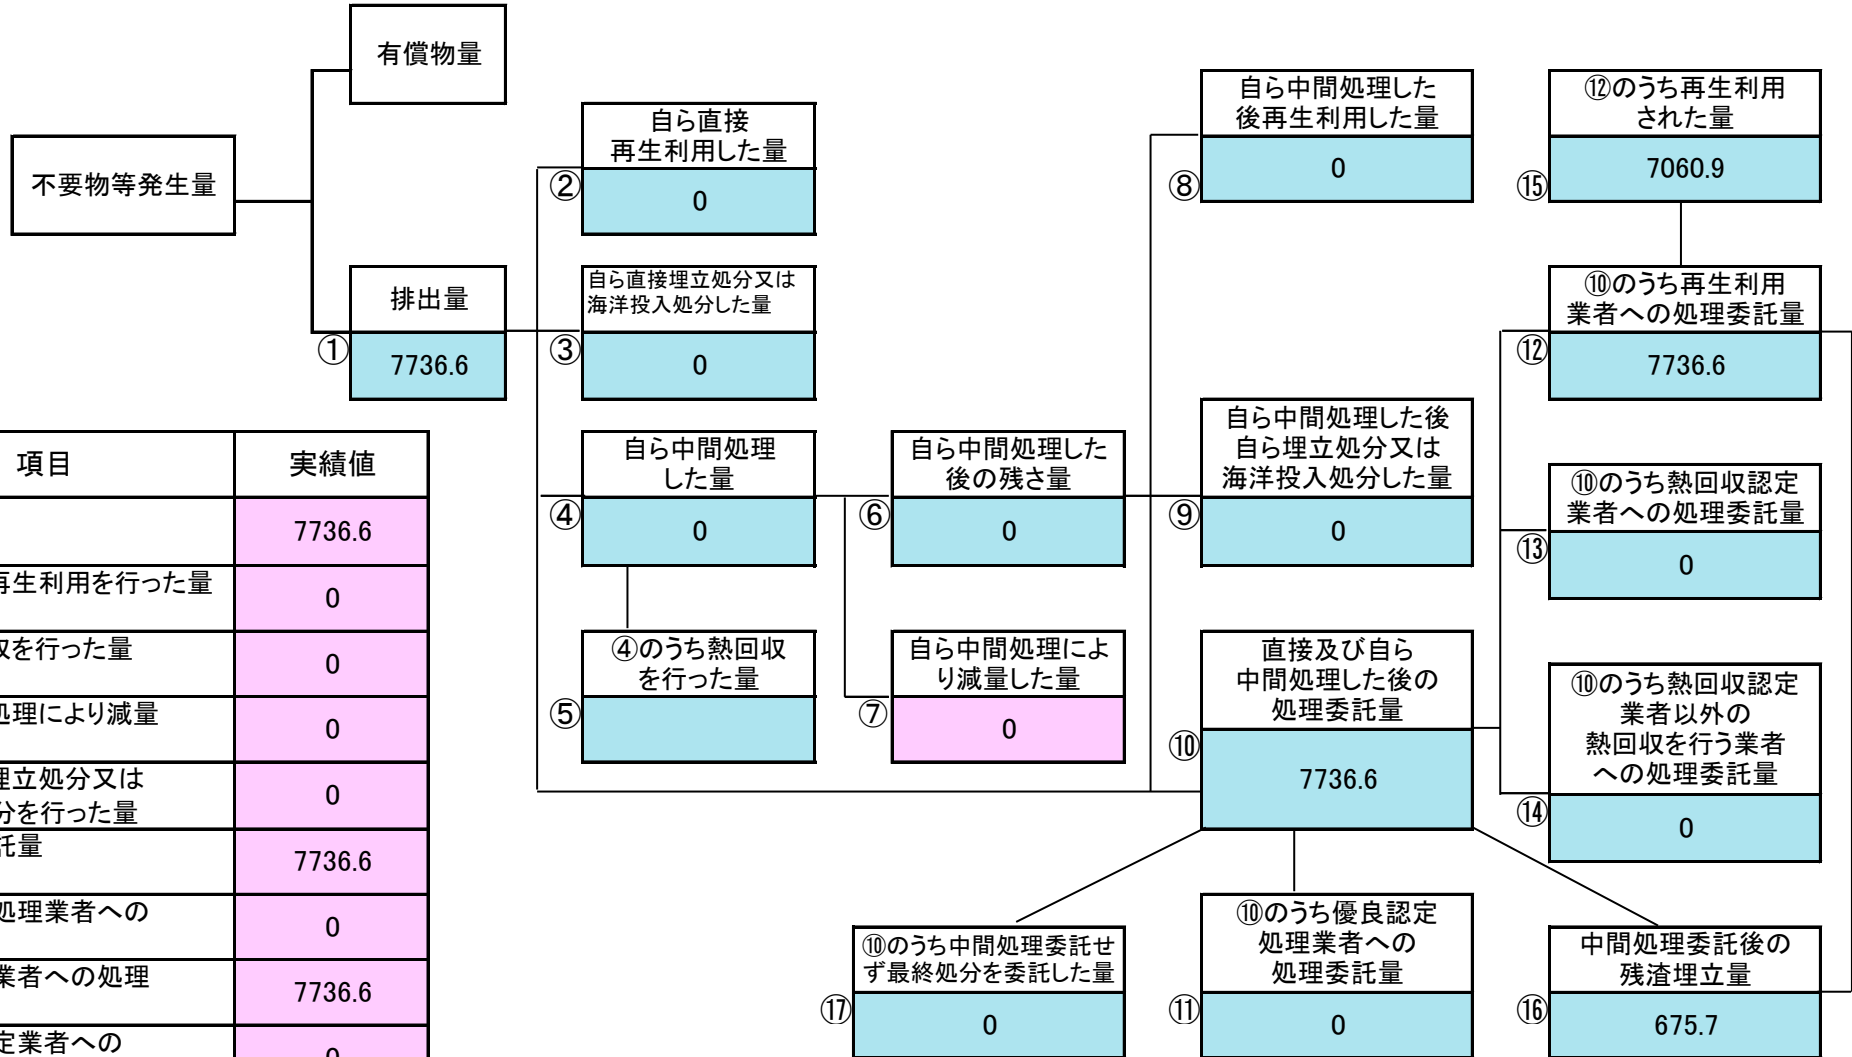 有償物量
不要物等発生量
排出量
①
7736.6
自ら直接
再生利用した量
②
0
自ら直接埋立処分又は
海洋投入処分した量
③
0
自ら中間処理
した量
④
0
④のうち熱回収
を行った量
⑤
自ら中間処理した
後の残さ量
⑥
0
自ら中間処理によ
り減量した量
⑦
0
自ら中間処理した
後再生利用した量
⑧
0
自ら中間処理した後
自ら埋立処分又は
海洋投入処分した量
⑨
0
直接及び自ら
中間処理した後の
処理委託量
⑩
7736.6
⑫のうち再生利用
された量
⑮
7060.9
⑩のうち再生利用
業者への処理委託量
⑫
7736.6
⑩のうち熱回収認定
業者への処理委託量
⑬
0
⑩のうち熱回収認定
業者以外の
熱回収を行う業者
への処理委託量
⑭
0
⑩のうち中間処理委託せ
ず最終処分を委託した量
⑰
0
⑩のうち優良認定
処理業者への
処理委託量
⑪
0
中間処理委託後の
残渣埋立量
⑯
675.7
項目 実績値
7736.6
再生利用を行った量 0
を行った量 0
処理により減量 0
埋立処分又は
分を行った量 0
託量 7736.6
処理業者への 0
業者への処理 7736.6
定業者への 0